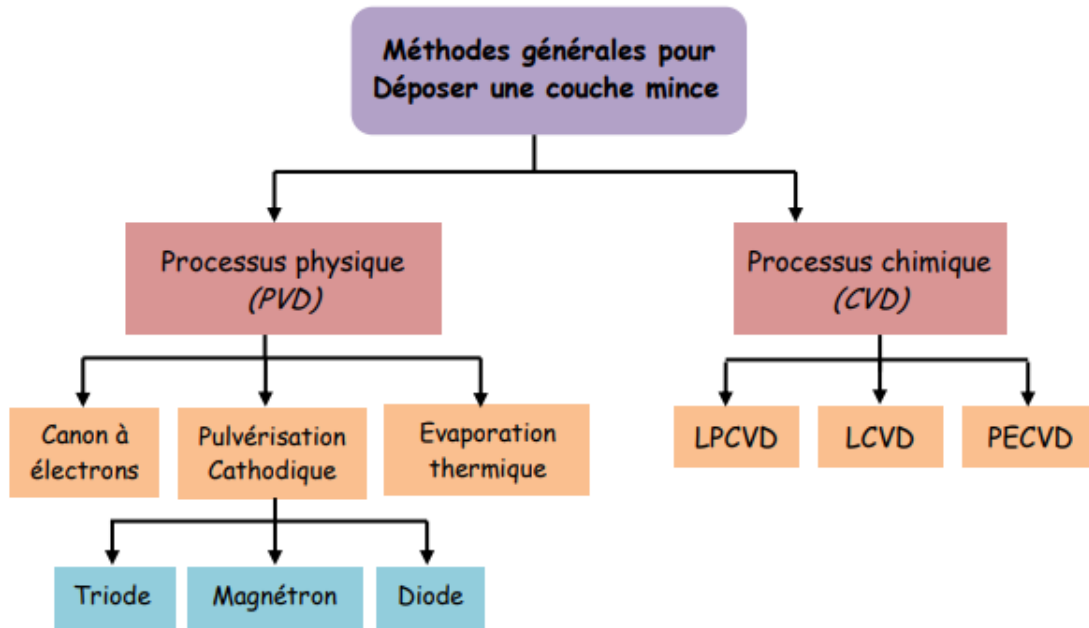 Méthodes générales pour
Déposer une couche mince
Processus physique
(PVD)
Processus chimique
(CVD)
Canon à
électrons
Pulvérisation
Cathodique
Evaporation
thermique
LPCVD
LCVD
PECVD
Triode
Magnétron
Diode